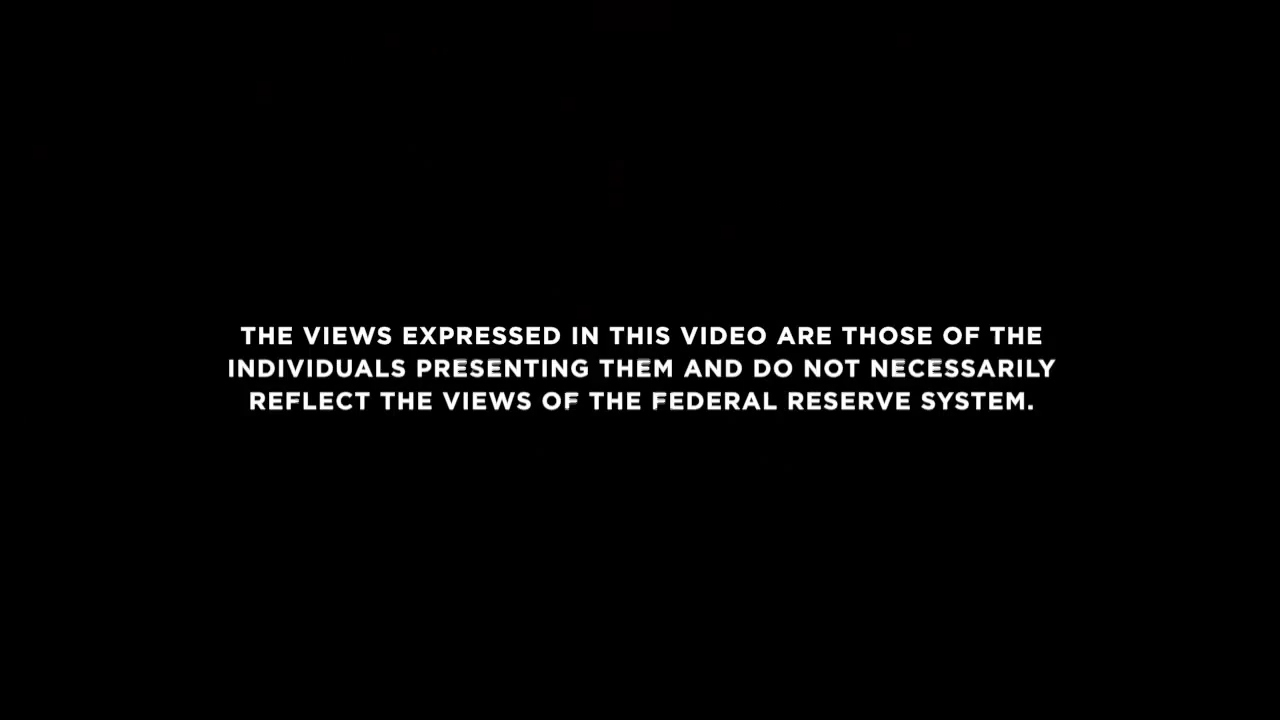 THE VIEWS EXPRESSED IN THIS VIDEO ARE THOSE OF THE
INDIVIDUALS PRESENTING THEM AND DO NOT NECESSARILY
REFLECT THE VIEWS OF THE FEDERAL RESERVE SYSTEM.